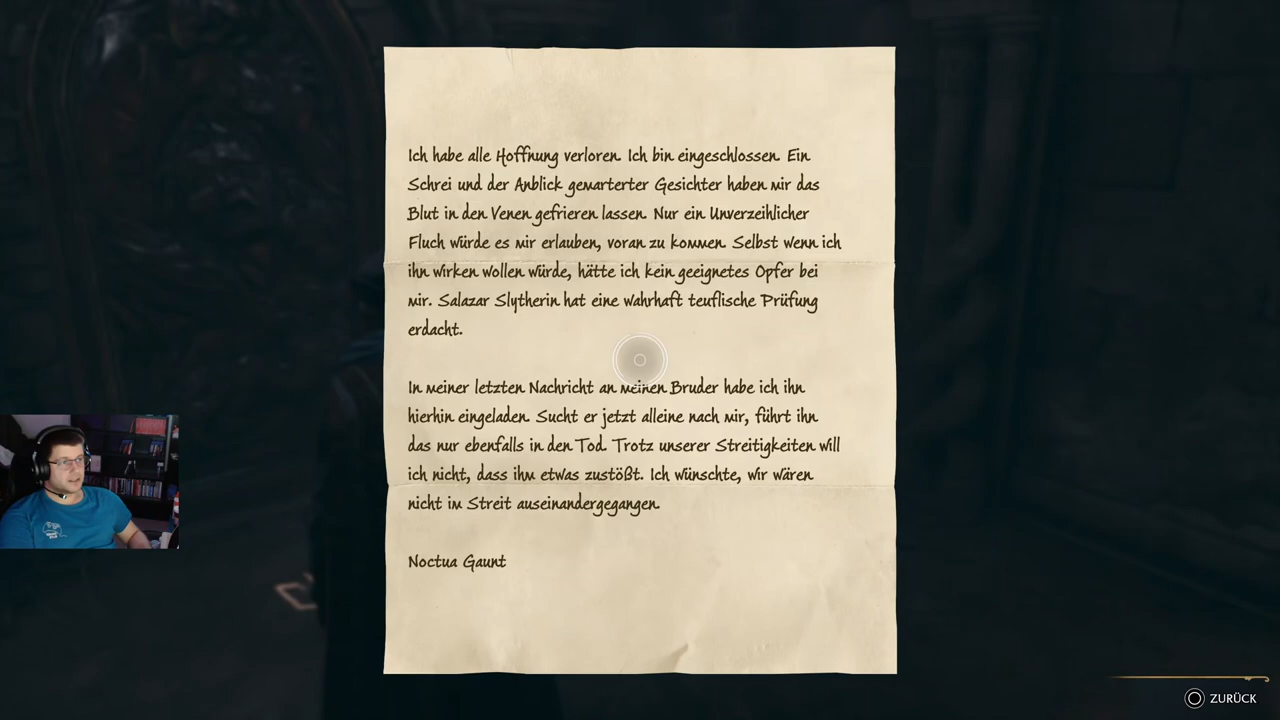 Ich habe alle Hoffnung verloren. Ich bin eingeschlossen. Ein
Schrei und der Anblick gemarterter Gesichter haben mir das
Blut in den Venen gefrieren lassen. Nur ein Unverzeihlicher
Fluch würde es mir erlauben, voran zu kommen. Selbst wenn ich
ihn wirken wollen würde, hätte ich kein geeignetes Opfer bei
mir. Salazar Slytherin hat eine wahrhaft teuflische Prüfung
erdacht.
In meiner letzten Nachricht an meinen Bruder habe ich ihn
hierhin eingeladen. Sucht er jetzt alleine nach mir, führt ihn
das nur ebenfalls in den Tod. Trotz unserer Streitigkeiten will
ich nicht, dass ihm etwas zustößt. Ich wünschte, wir wären
nicht im Streit auseinandergegangen.
Noctua Gaunt
ZURÜCK